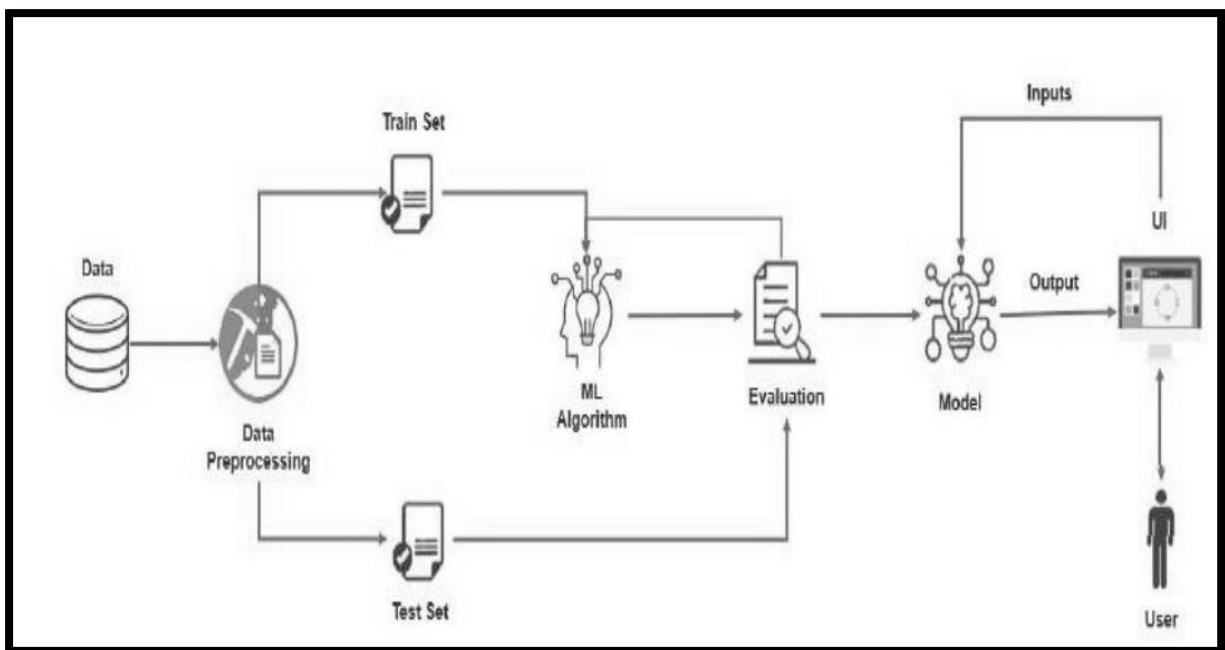 Data
Data
Preprocessing
Train Set
Test Set
ML
Algorithm
Evaluation
Model
Inputs
Output
UI
User